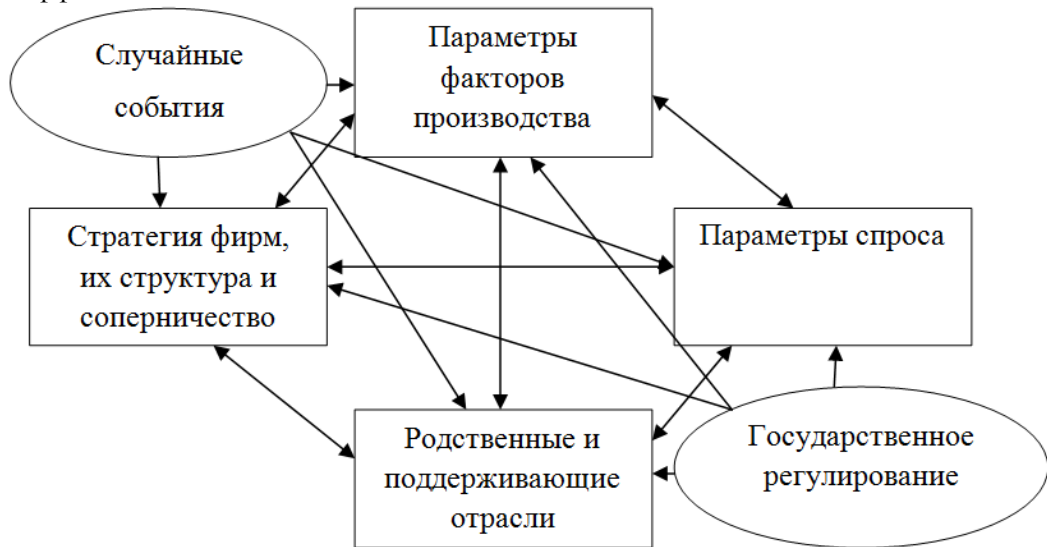 Случайные
события
Параметры
факторов
производства
Стратегия фирм,
их структура и
соперничество
Параметры спроса
Родственные и
поддерживающие
отрасли
Государственное
регулирование